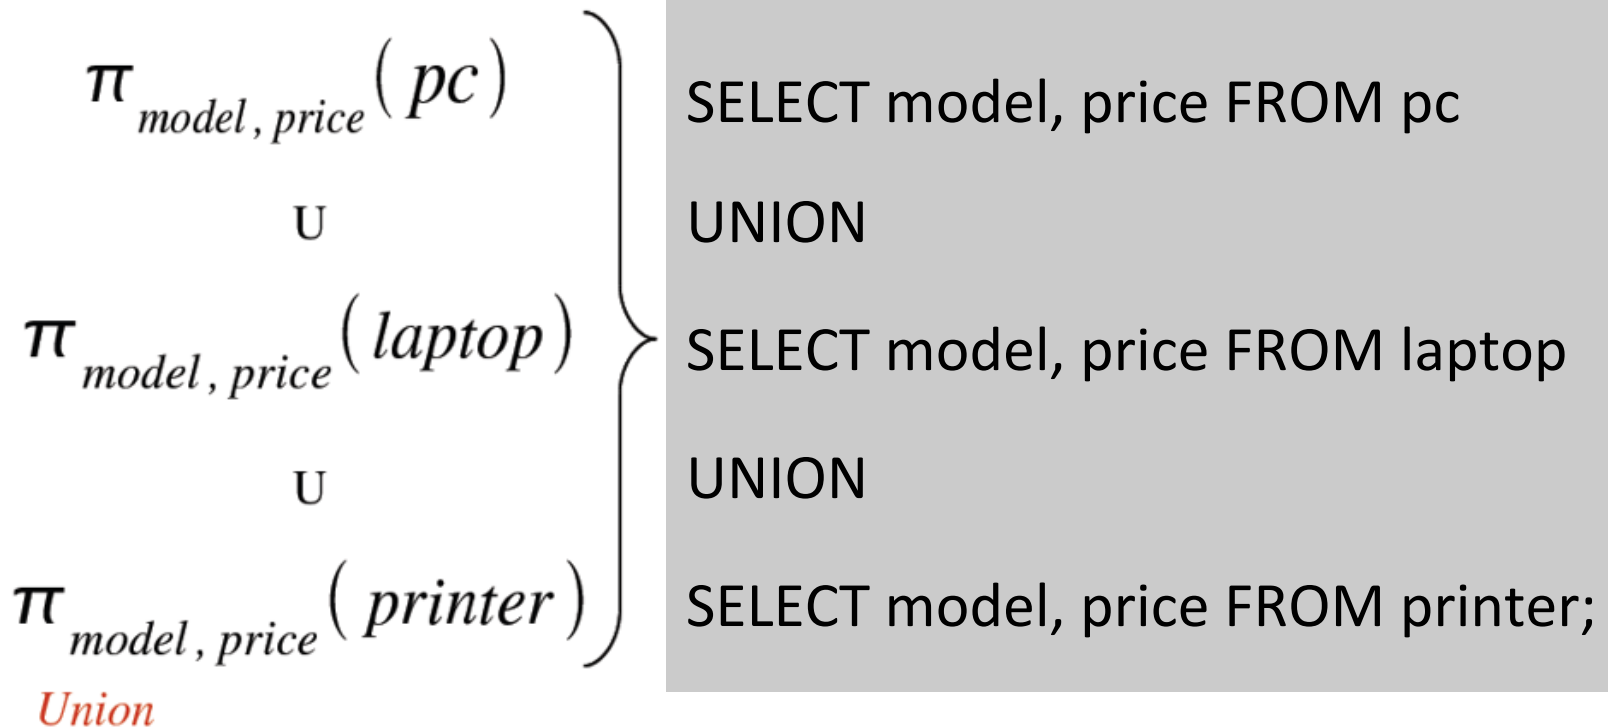 π model, price (pc)
U
π model, price (laptop)
U
π model, price (printer)
Union
SELECT model, price FROM pc
UNION
SELECT model, price FROM laptop
UNION
SELECT model, price FROM printer;